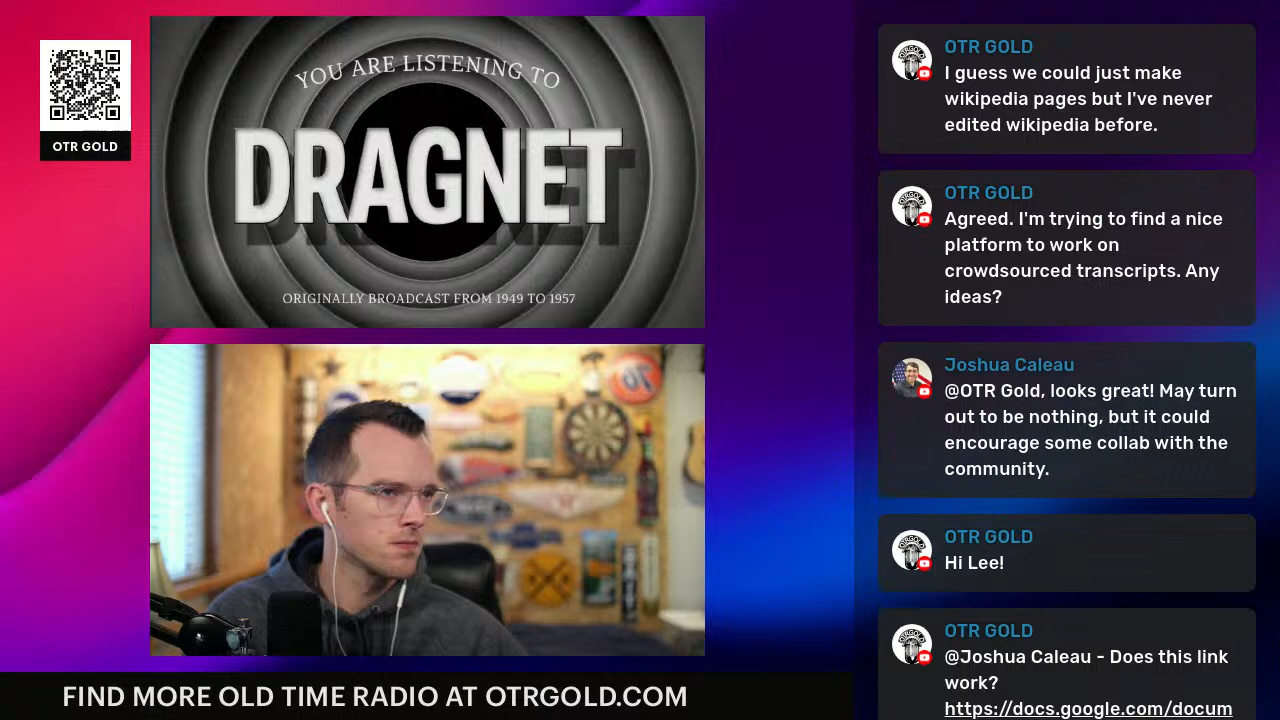 OTR GOLD
YOU ARE LISTENING TO
DRAGNET
ORIGINALLY BROADCAST FROM 1949 TO 1957
FIND MORE OLD TIME RADIO AT OTRGOLD.COM
OTR GOLD
I guess we could just make
wikipedia pages but I've never
edited wikipedia before.
OTR GOLD
Agreed. I'm trying to find a nice
platform to work on
crowdsourced transcripts. Any
ideas?
Joshua Caleau
@OTR Gold, looks great! May turn
out to be nothing, but it could
encourage some collab with the
community.
OTR GOLD
Hi Lee!
OTR GOLD
@Joshua Caleau - Does this link
work?
https://docs.google.com/docum